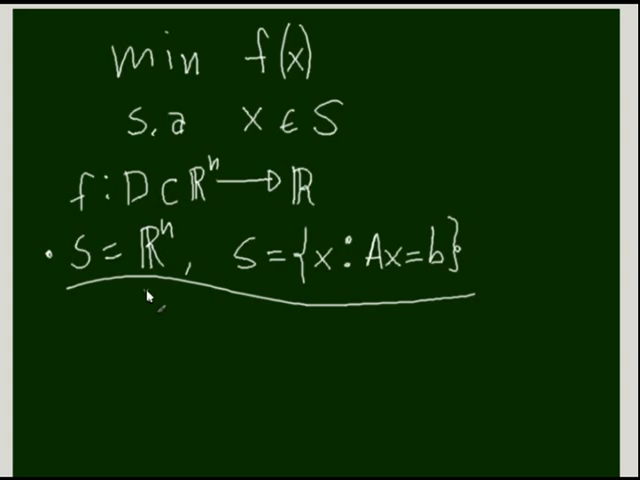 min f(x)
s.a x ∈ S
f : D ⊂ ℝⁿ → ℝ
• S = ℝⁿ, S = {x : Ax = b}